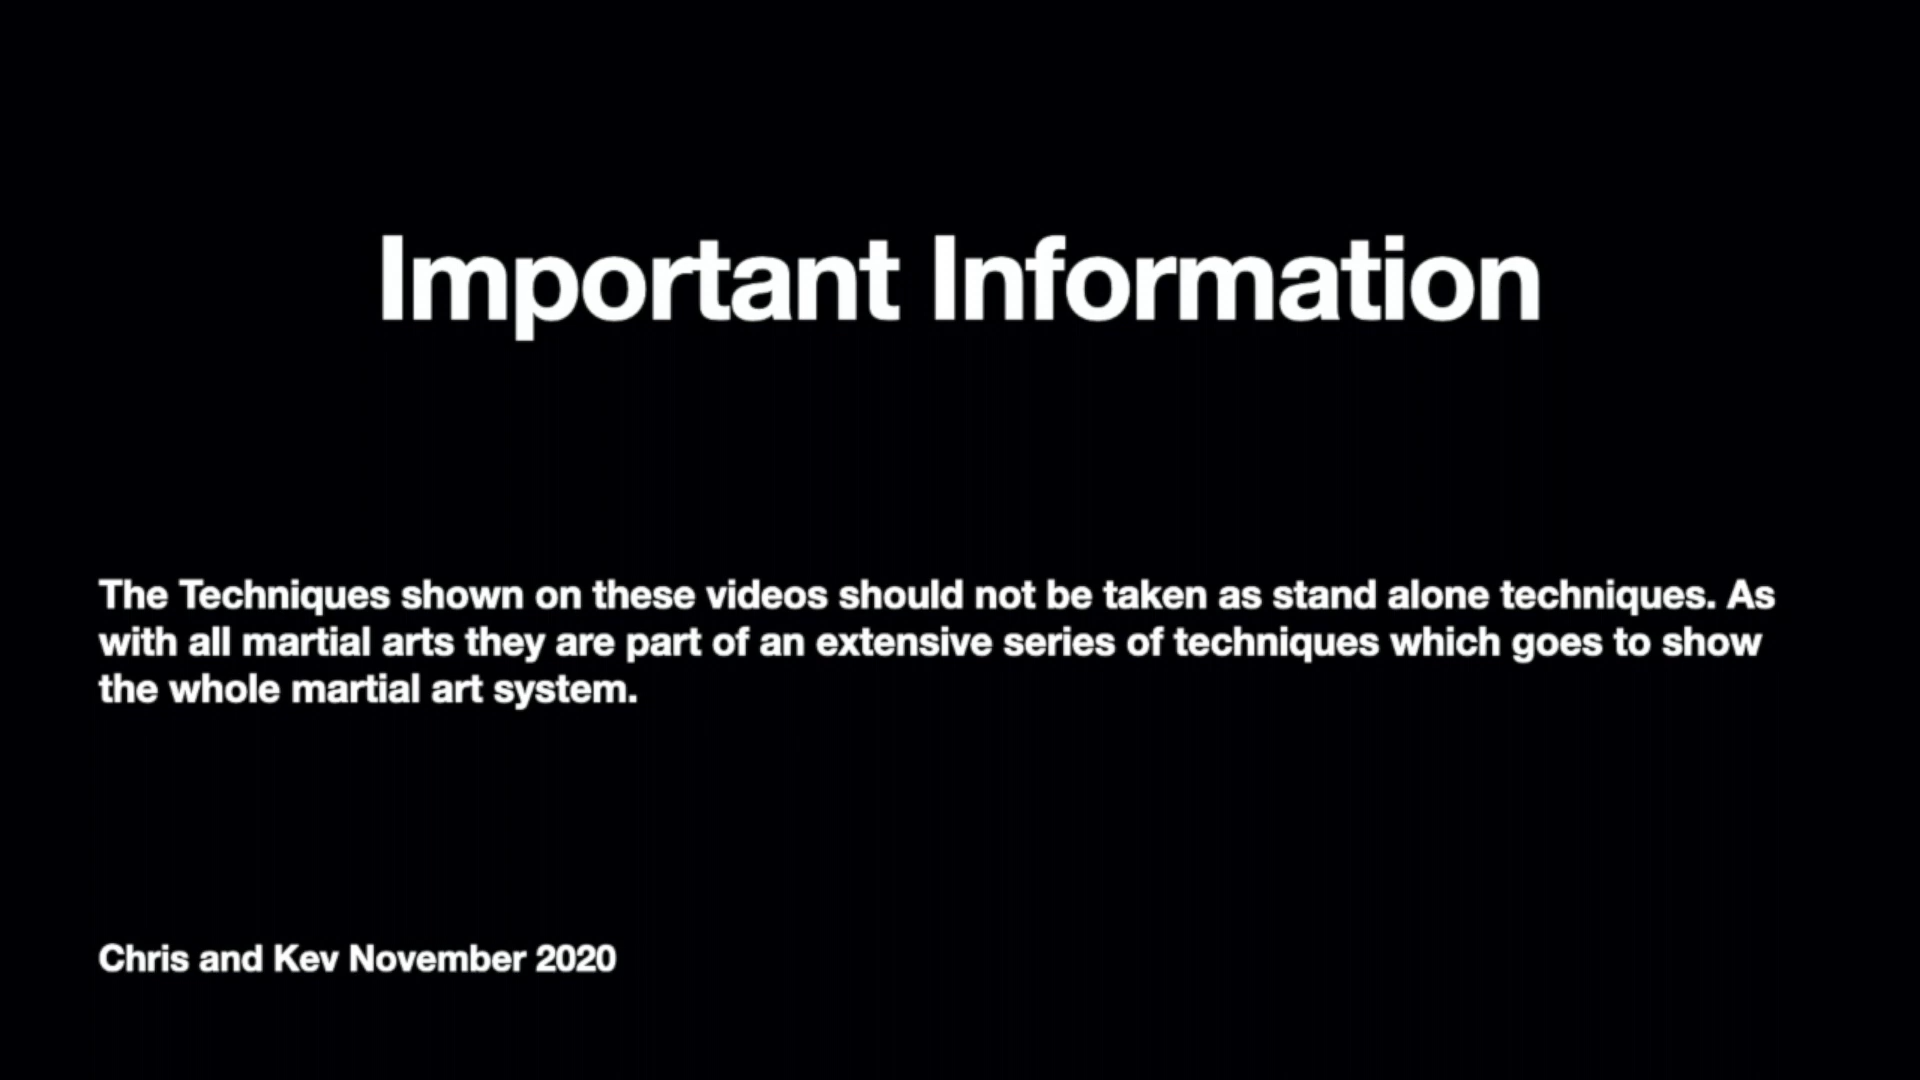 Important Information
The Techniques shown on these videos should not be taken as stand alone techniques. As
with all martial arts they are part of an extensive series of techniques which goes to show
the whole martial art system.
Chris and Kev November 2020